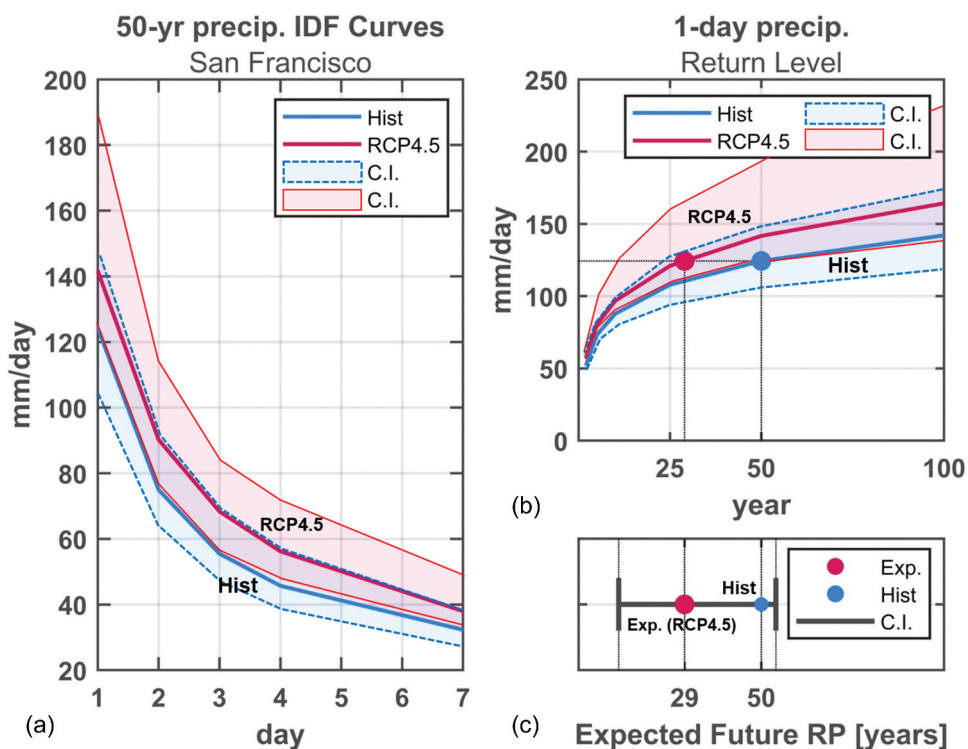 50-yr precip. IDF Curves
San Francisco
200
180
160
140
120
100
80
60
40
20
mm/day
Hist
RCP4.5
C.I.
C.I.
RCP4.5
Hist
1 2 3 4 5 6 7
day
(a)
1-day precip.
Return Level
250
200
150
100
50
0
mm/day
Hist C.I.
RCP4.5 C.I.
RCP4.5
Hist
25 50 100
year
(b)
Exp.
Hist
C.I.
Hist
Exp. (RCP4.5)
29 50
Expected Future RP [years]
(c)